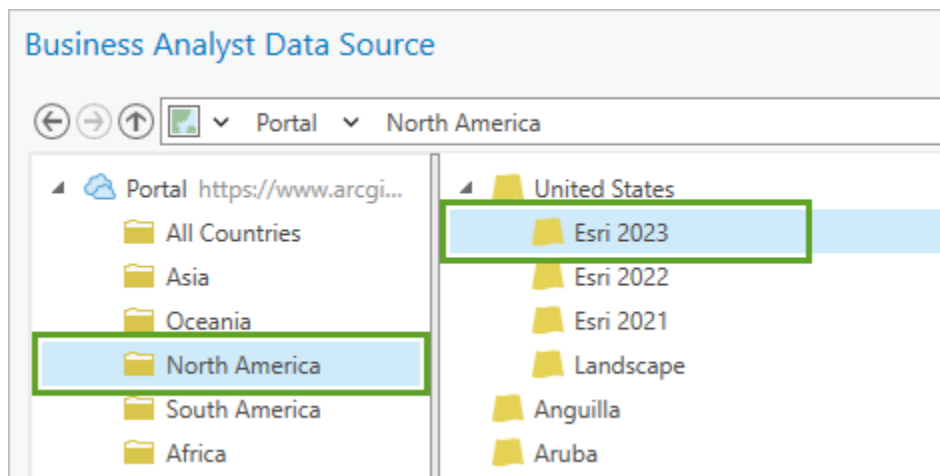 Business Analyst Data Source
Portal North America
Portal https://www.arcgi...
All Countries
Asia
Oceania
North America
South America
Africa
United States
Esri 2023
Esri 2022
Esri 2021
Landscape
Anguilla
Aruba